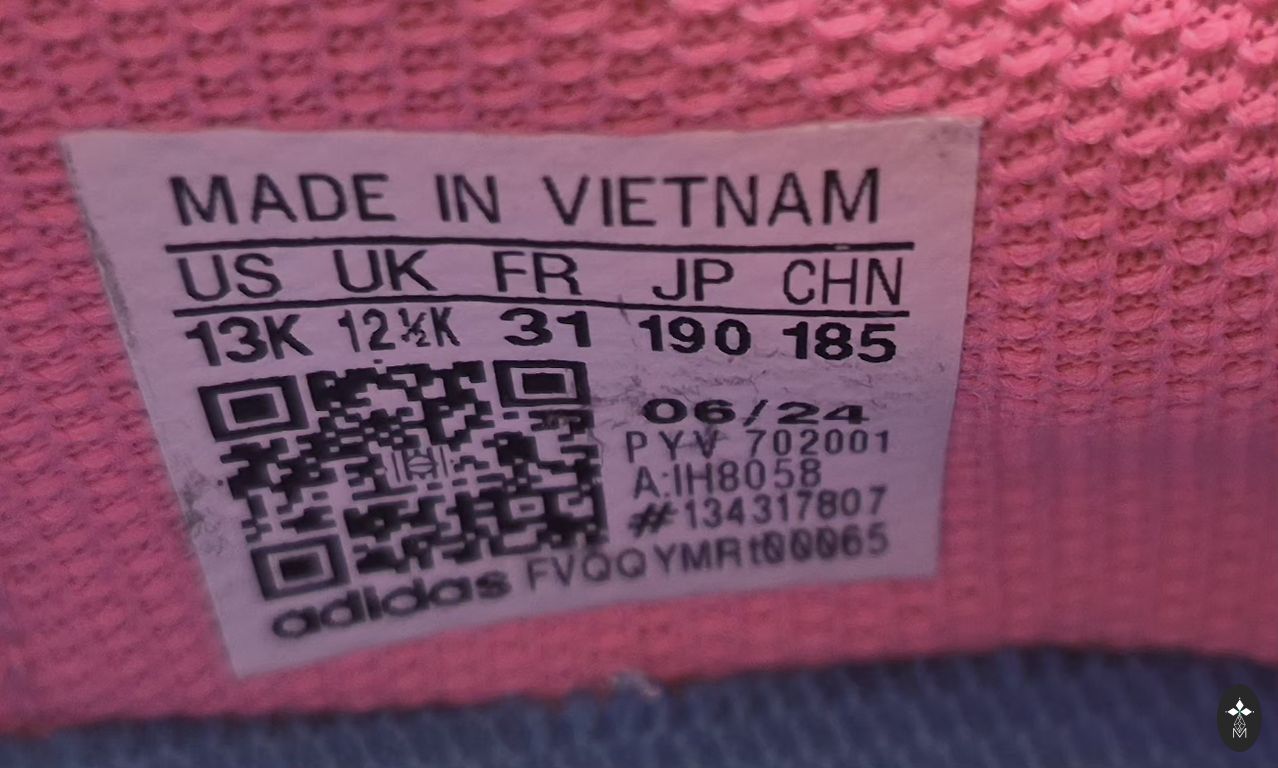 MADE IN VIETNAM
US UK FR JP CHN
13K 12½K 31 190 185
06/24
PYV 702001
A:IH8058
#134317807
adidas FVQQYMRt00065
M